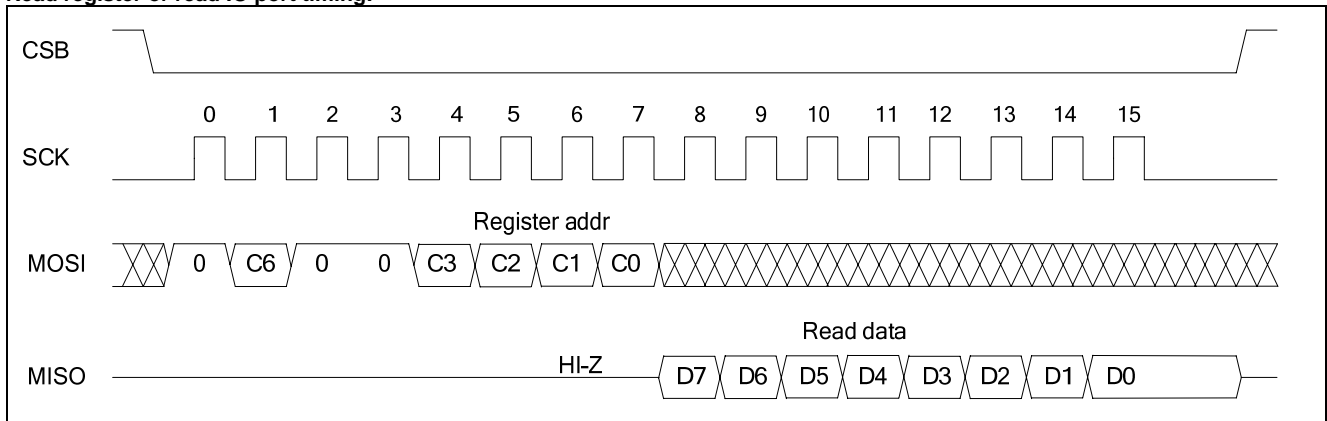 CSB
0 1 2 3 4 5 6 7 8 9 10 11 12 13 14 15
SCK
Register addr
MOSI 0 C6 0 0 C3 C2 C1 C0
Read data
HI-Z
MISO D7 D6 D5 D4 D3 D2 D1 D0